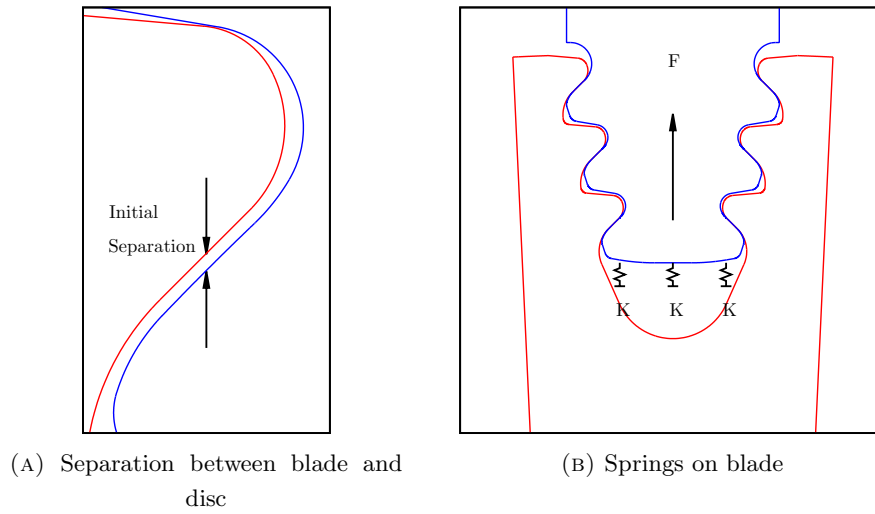 Initial
Separation
F
K K K
(A) Separation between blade and
disc
(B) Springs on blade